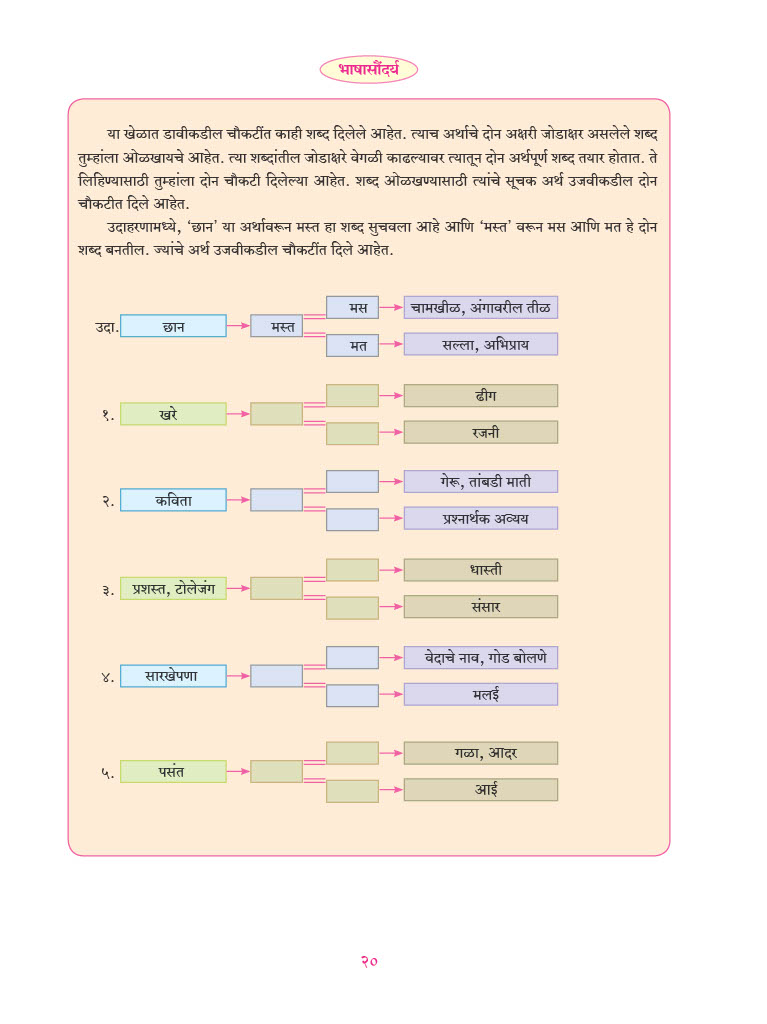 भाषासौंदर्य
या खेळात डावीकडील चौकटींत काही शब्द दिलेले आहेत. त्याच अर्थाचे दोन अक्षरी जोडाक्षर असलेले शब्द
तुम्हांला ओळखायचे आहेत. त्या शब्दांतील जोडाक्षरे वेगळी काढल्यावर त्यातून दोन अर्थपूर्ण शब्द तयार होतात. ते
लिहिण्यासाठी तुम्हांला दोन चौकटी दिलेल्या आहेत. शब्द ओळखण्यासाठी त्यांचे सूचक अर्थ उजवीकडील दोन
चौकटीत दिले आहेत.
उदाहरणामध्ये, ‘छान’ या अर्थावरून मस्त हा शब्द सुचवला आहे आणि ‘मस्त’ वरून मस आणि मत हे दोन
शब्द बनतील. ज्यांचे अर्थ उजवीकडील चौकटींत दिले आहेत.
उदा. छान मस्त
मस चामखीळ, अंगावरील तीळ
मत सल्ला, अभिप्राय
१. खरे
ढीग
रजनी
२. कविता
गेरू, तांबडी माती
प्रश्नार्थक अव्यय
३. प्रशस्त, टोलेजंग
धास्ती
संसार
४. सारखेपणा
वेदाचे नाव, गोड बोलणे
मलई
५. पसंत
गळा, आदर
आई
२०